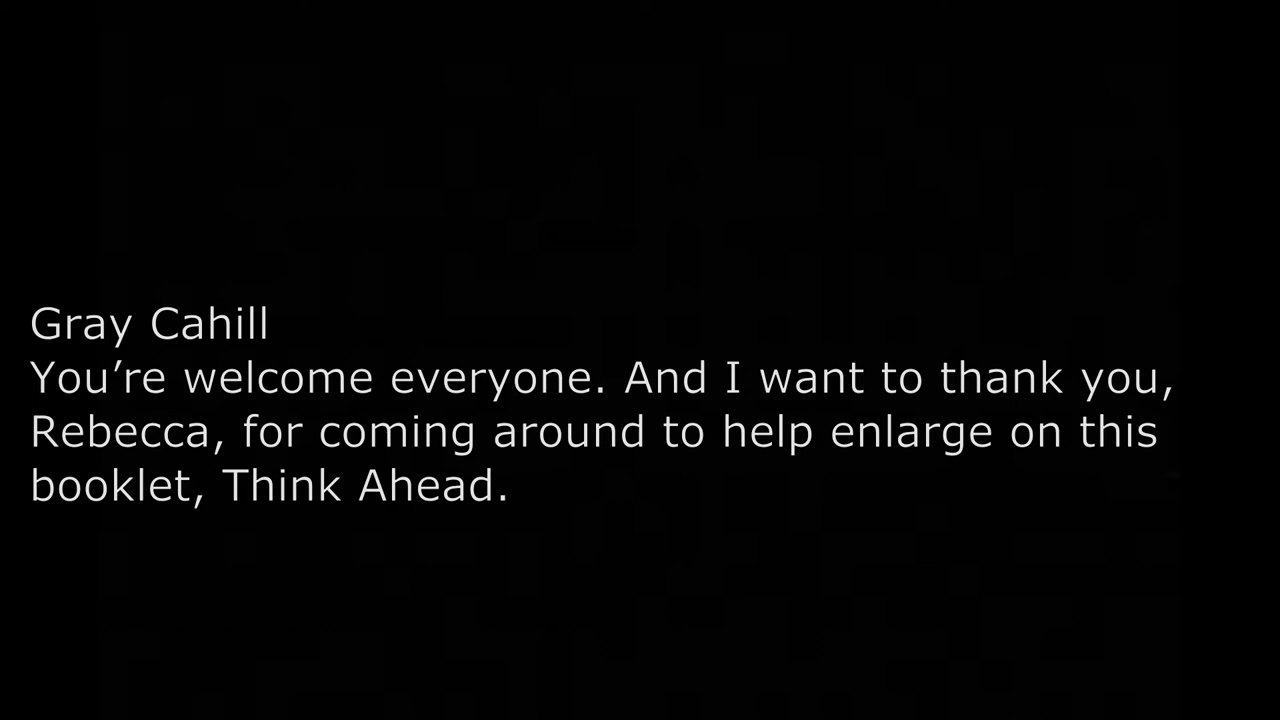 Gray Cahill
You’re welcome everyone. And I want to thank you,
Rebecca, for coming around to help enlarge on this
booklet, Think Ahead.